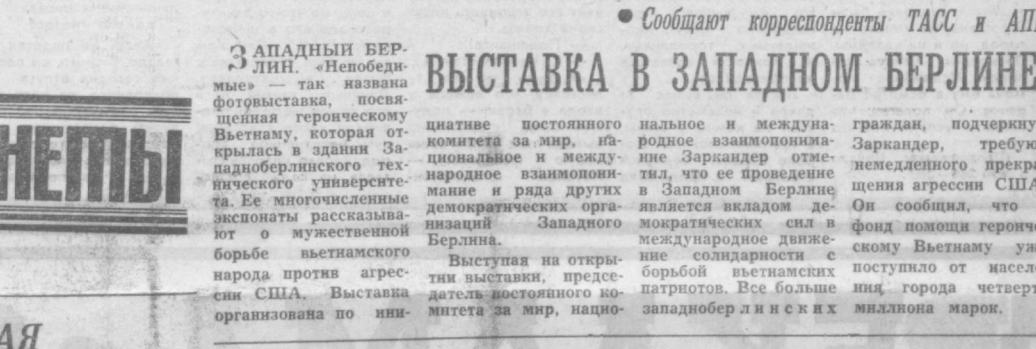 ● Сообщают корреспонденты ТАСС и
ВЫСТАВКА В ЗАПАДНОМ БЕРЛИНЕ
ЗАПАДНЫЙ БЕР-
ЛИН. «Непобеди-
мые» — так названа
фотовыставка, посвя-
щенная героическому
Вьетнаму, которая от-
крылась в здании За-
падноберлинского тех-
нического университе-
та. Ее многочисленные
экспонаты рассказыва-
ют о мужественной
борьбе вьетнамского
народа против агрес-
сии США. Выставка
организована по ини-
циативе постоянного
комитета за мир, на-
циональное и между-
народное взаимопони-
мание и ряда других
демократических орга-
низаций Западного
Берлина.
Выступая на откры-
тии выставки, предсе-
датель постоянного ко-
митета за мир, нацио-
нальное и междуна-
родное взаимопонима-
ние Заркандер отме-
тил, что ее проведение
в Западном Берлине
является вкладом де-
мократических сил в
международное движе-
ние солидарности с
борьбой вьетнамских
патриотов. Все больше
западноберлинских
граждан, подчеркну
Заркандер, требую
немедленного прекра
щения агрессии США
Он сообщил, что
фонд помощи героиче
скому Вьетнаму уж
поступило от насел
ния города четверт
миллиона марок.
НЕТЫ
АЯ